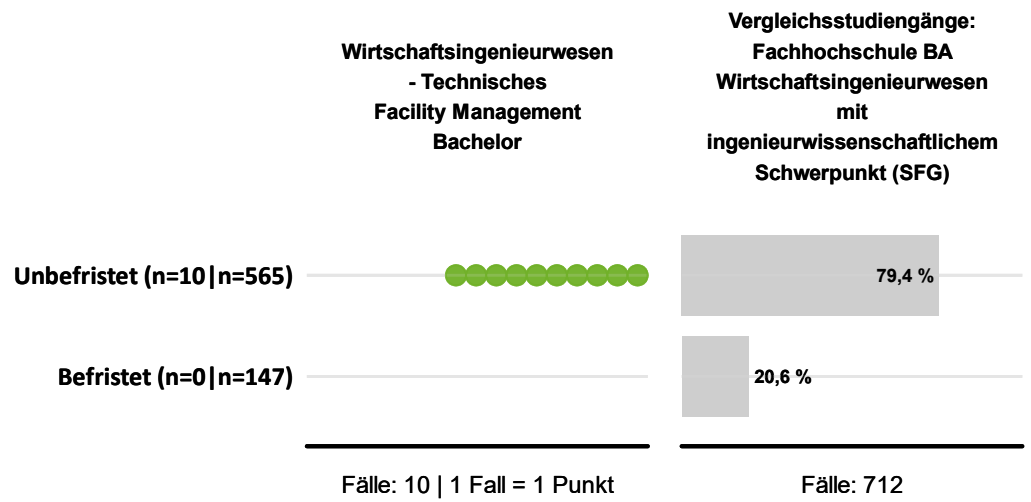 Wirtschaftsingenieurwesen
- Technisches
Facility Management
Bachelor
Vergleichsstudiengänge:
Fachhochschule BA
Wirtschaftsingenieurwesen
mit
ingenieurwissenschaftlichem
Schwerpunkt (SFG)
Unbefristet (n=10|n=565)
79,4 %
Befristet (n=0|n=147)
20,6 %
Fälle: 10 | 1 Fall = 1 Punkt
Fälle: 712